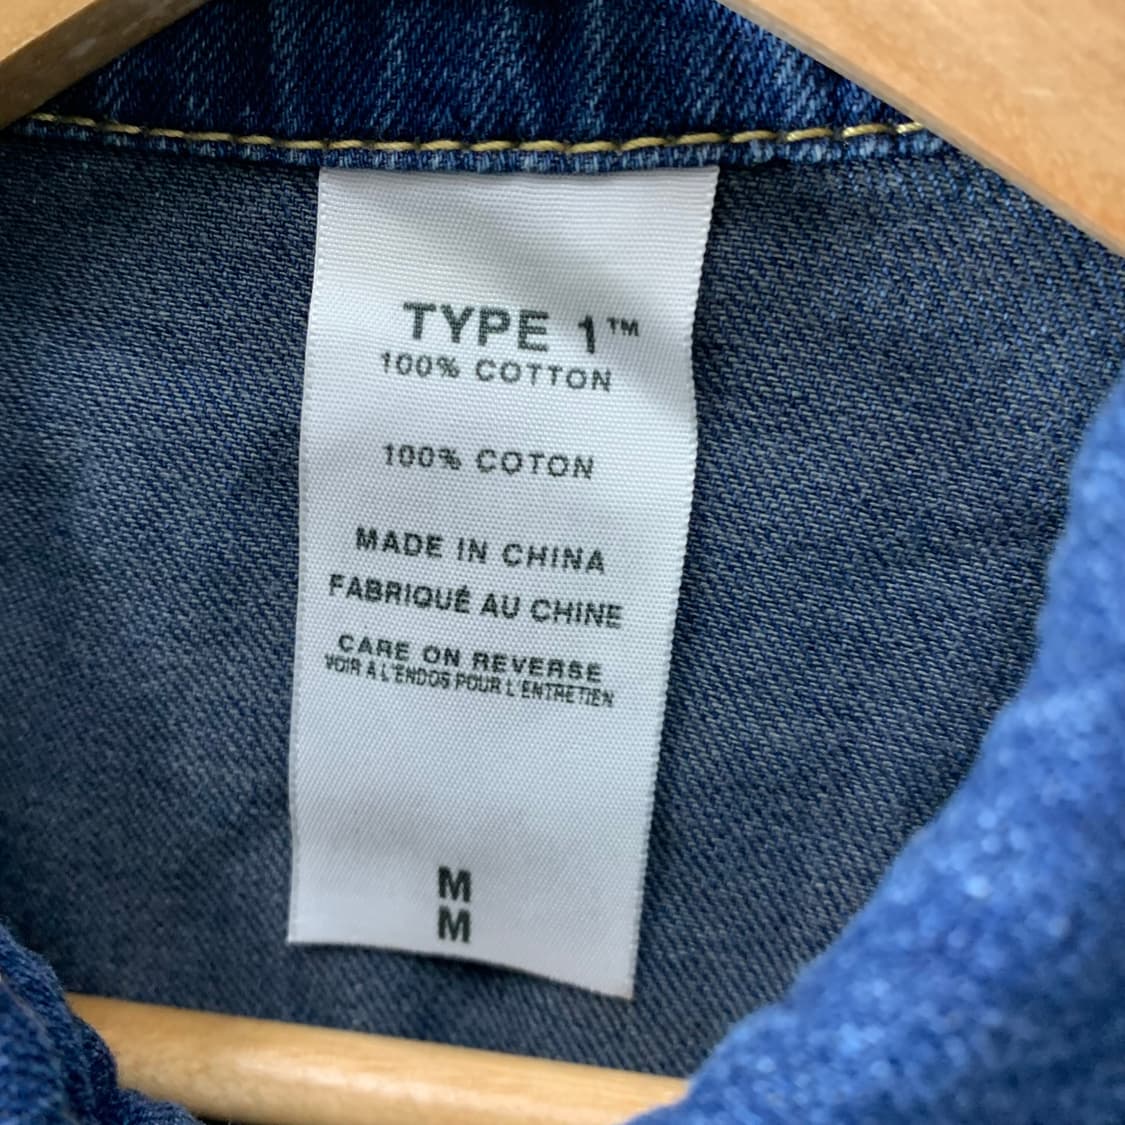 TYPE 1™
100% COTTON
100% COTON
MADE IN CHINA
FABRIQUÉ AU CHINE
CARE ON REVERSE
VOIR A L'ENDOS POUR L'ENTRETIEN
M
M